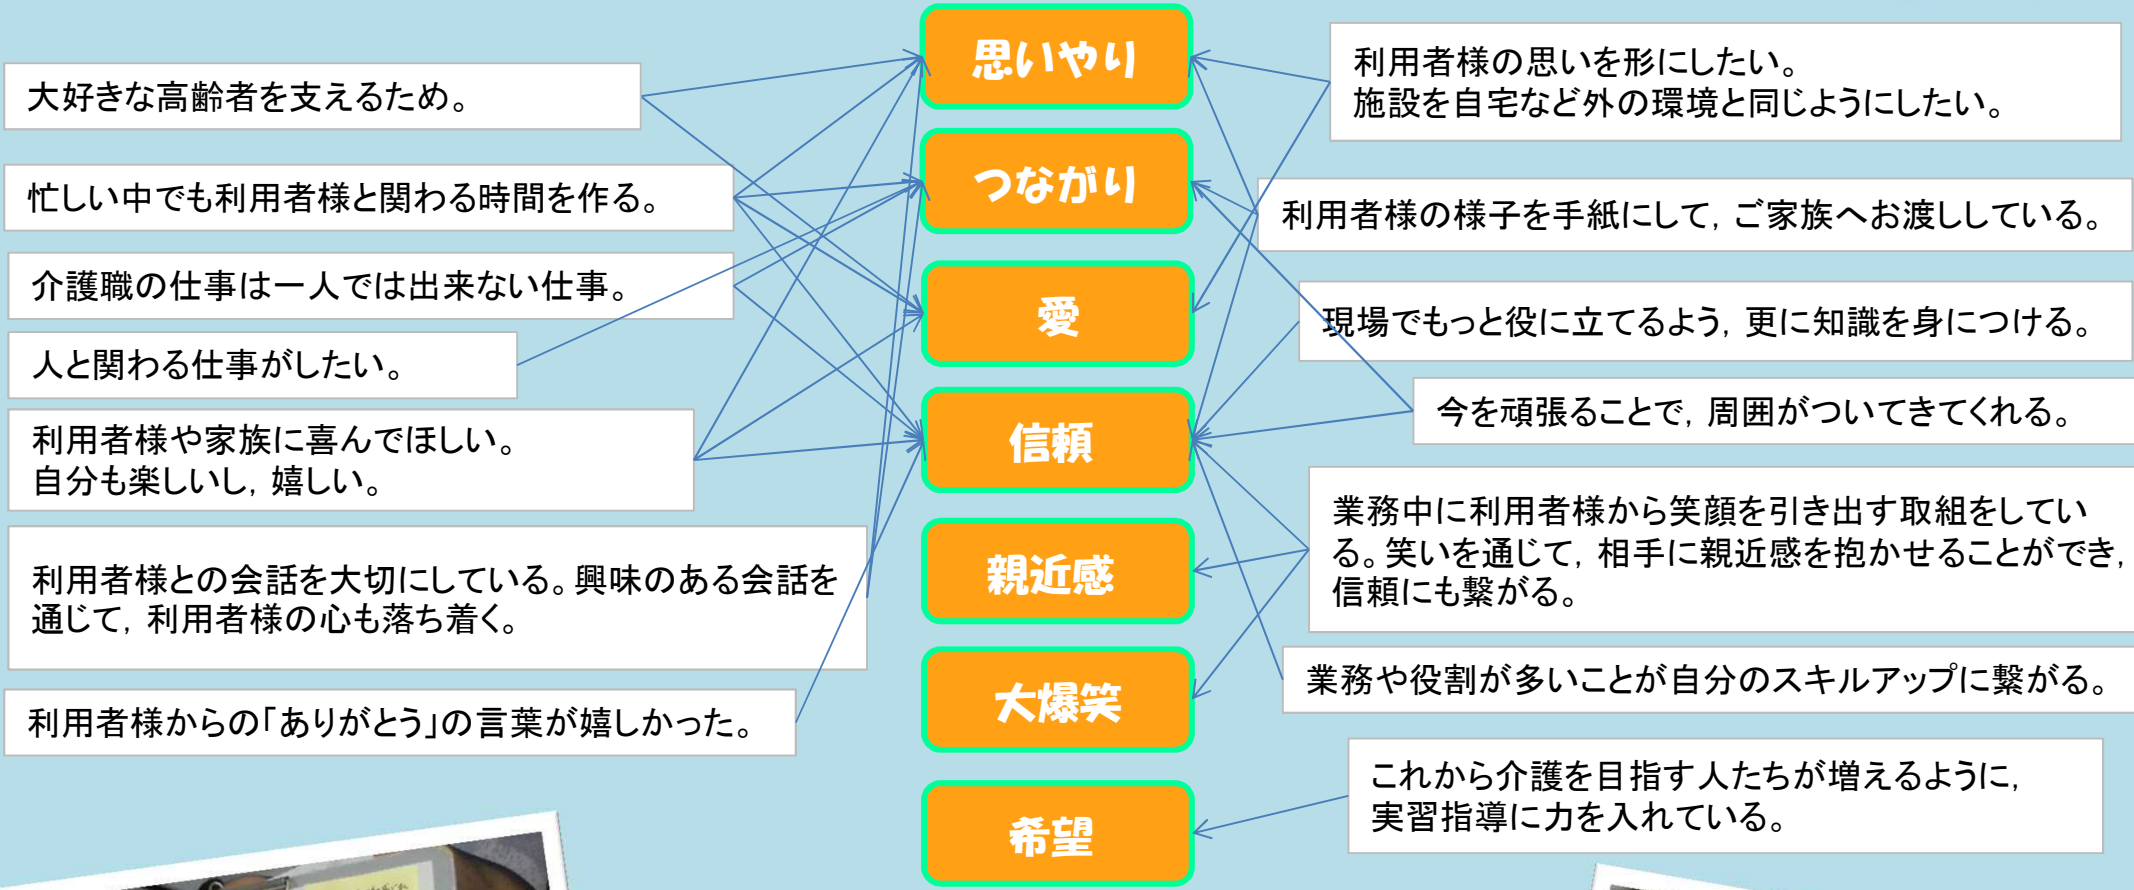 大好きな高齢者を支えるため。
忙しい中でも利用者様と関わる時間を作る。
介護職の仕事は一人では出来ない仕事。
人と関わる仕事がしたい。
利用者様や家族に喜んでほしい。
自分も楽しいし，嬉しい。
利用者様との会話を大切にしている。興味のある会話を
通じて，利用者様の心も落ち着く。
利用者様からの「ありがとう」の言葉が嬉しかった。
思いやり
つながり
愛
信頼
親近感
大爆笑
希望
利用者様の思いを形にしたい。
施設を自宅など外の環境と同じようにしたい。
利用者様の様子を手紙にして，ご家族へお渡ししている。
現場でもっと役に立てるよう，更に知識を身につける。
今を頑張ることで，周囲がついてきてくれる。
業務中に利用者様から笑顔を引き出す取組をしてい
る。笑いを通じて，相手に親近感を抱かせることができ，
信頼にも繋がる。
業務や役割が多いことが自分のスキルアップに繋がる。
これから介護を目指す人たちが増えるように，
実習指導に力を入れている。